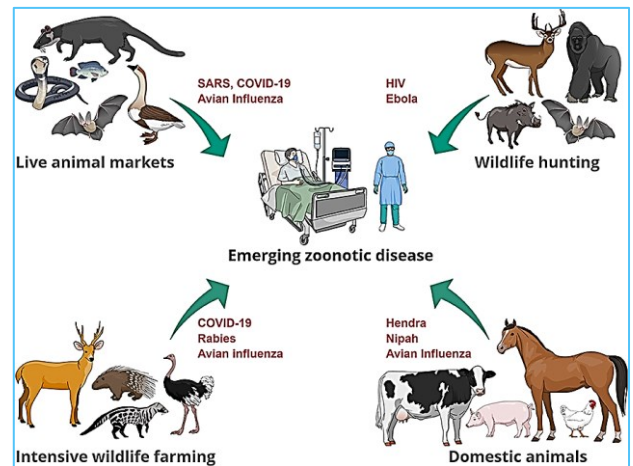 SARS, COVID-19
Avian Influenza
HIV
Ebola
Live animal markets
Wildlife hunting
Emerging zoonotic disease
COVID-19
Rabies
Avian influenza
Hendra
Nipah
Avian Influenza
Intensive wildlife farming
Domestic animals